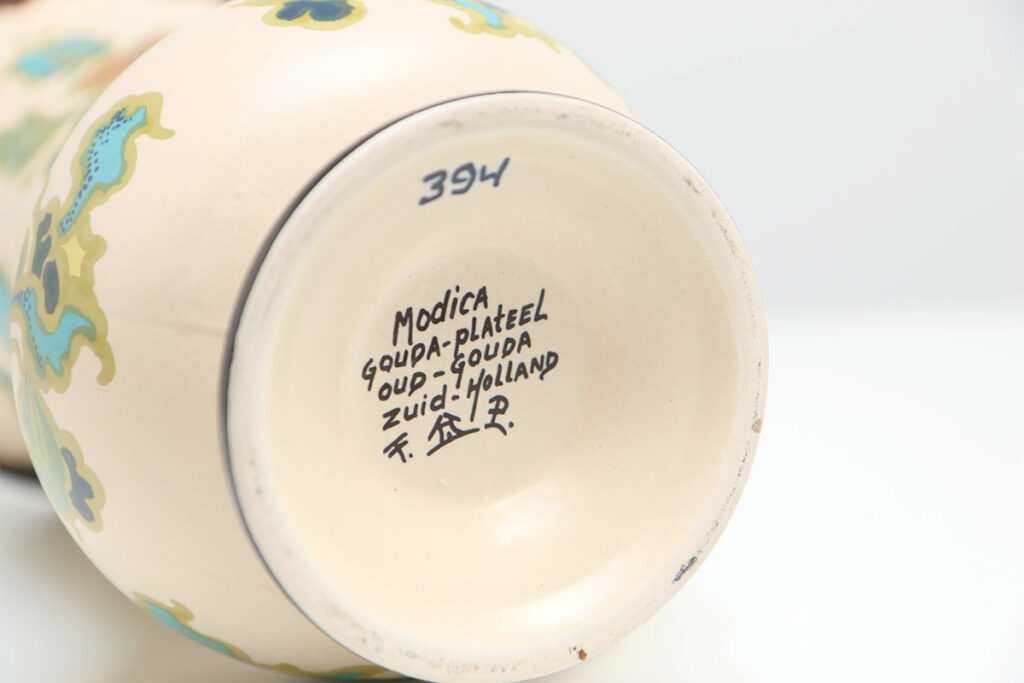 394
Modica
GOUDA-PLATEEL
OUD-GOUDA
Zuid-HOLLAND
F. P.